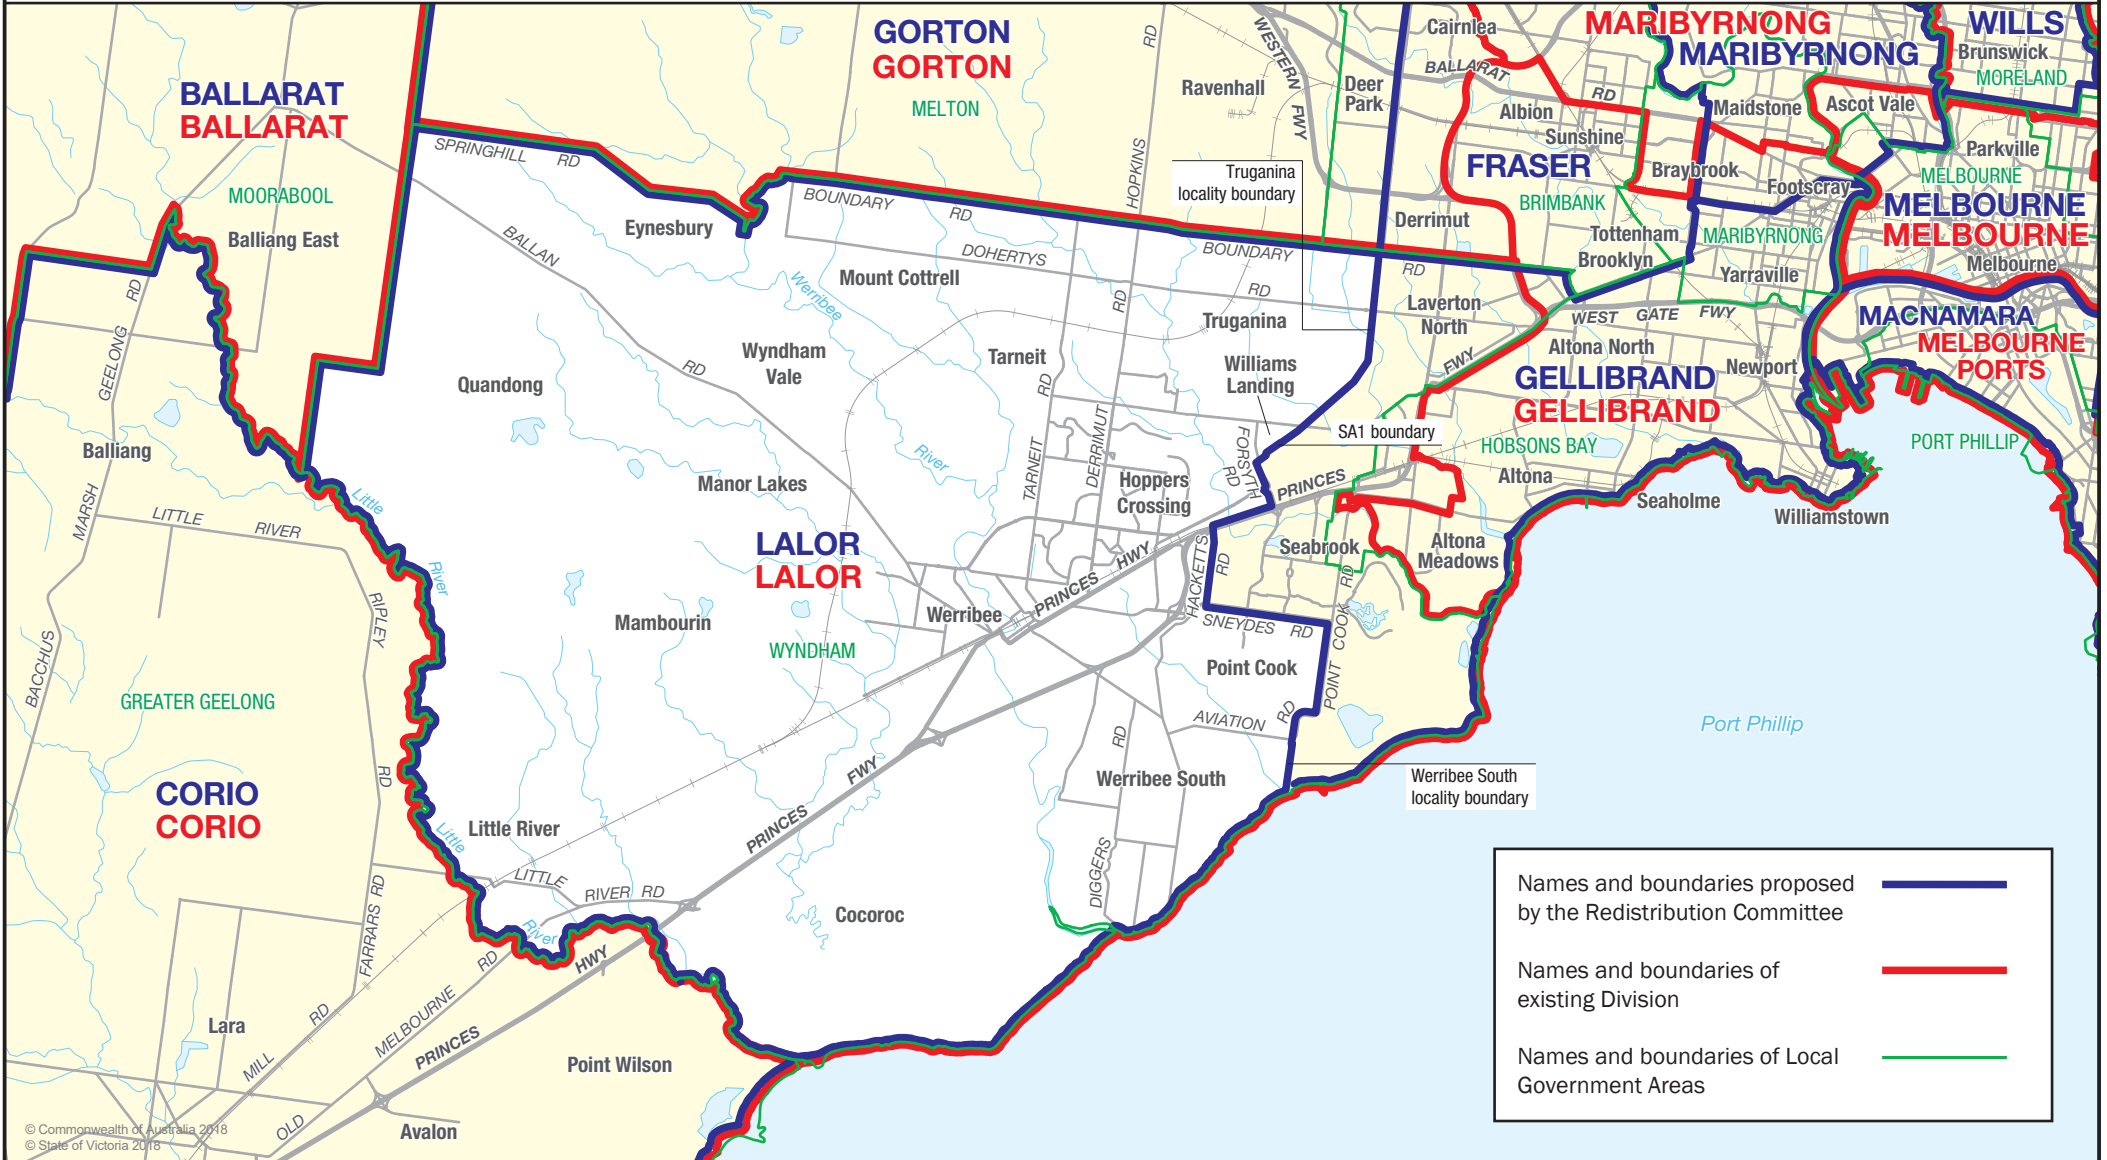 GORTON
GORTON
MELTON
BALLARAT
BALLARAT
MOORABOOL
Balliang East
MARIBYRNONG
MARIBYRNONG
WILLS
Brunswick
MORELAND
Cairnlea
BALLARAT
RD
WESTERN
FWY
RD
HOPKINS
Ravenhall
Deer
Park
Albion
Sunshine
Maidstone
Ascot Vale
Parkville
FRASER
BRIMBANK
Braybrook
Footscray
MELBOURNE
MELBOURNE
MELBOURNE
Melbourne
Derrimut
Tottenham
Brooklyn
MARIBYRNONG
Yarraville
Truganina
locality boundary
SPRINGHILL
RD
Eynesbury
BOUNDARY
RD
BOUNDARY
RD
DOHERTYS
RD
BALLAN
RD
Mount Cottrell
Werribee
River
Truganina
Laverton
North
WEST GATE FWY
Altona North
Newport
MACNAMARA
MELBOURNE
PORTS
GEELONG
RD
Quandong
Wyndham
Vale
Tarneit
RD
RD
Williams
Landing
FWY
GELLIBRAND
GELLIBRAND
SA1 boundary
HOBSONS BAY
PORT PHILLIP
Balliang
MARSH
LITTLE
RIVER
Little
River
Manor Lakes
TARNEIT
DERRIMUT
Hoppers
Crossing
FORSYTH
RD
PRINCES
Altona
Seaholme
Williamstown
LALOR
LALOR
Seabrook
Altona
Meadows
RIPLEY
RD
BACCHUS
Mambourin
WYNDHAM
Werribee
PRINCES
HWY
HACKETTS
RD
SNEYDES
RD
POINT
COOK
RD
Point Cook
GREATER GEELONG
AVIATION
RD
Port Phillip
CORIO
CORIO
Werribee South
RD
DIGGERS
Werribee South
locality boundary
Little River
Little
River
PRINCES
FWY
LITTLE
RIVER RD
Cocoroc
FARRARS RD
RD
HWY
Lara
MILL
RD
MELBOURNE
OLD
PRINCES
Point Wilson
Avalon
Names and boundaries proposed
by the Redistribution Committee
Names and boundaries of
existing Division
Names and boundaries of Local
Government Areas
© Commonwealth of Australia 2018
© State of Victoria 2018